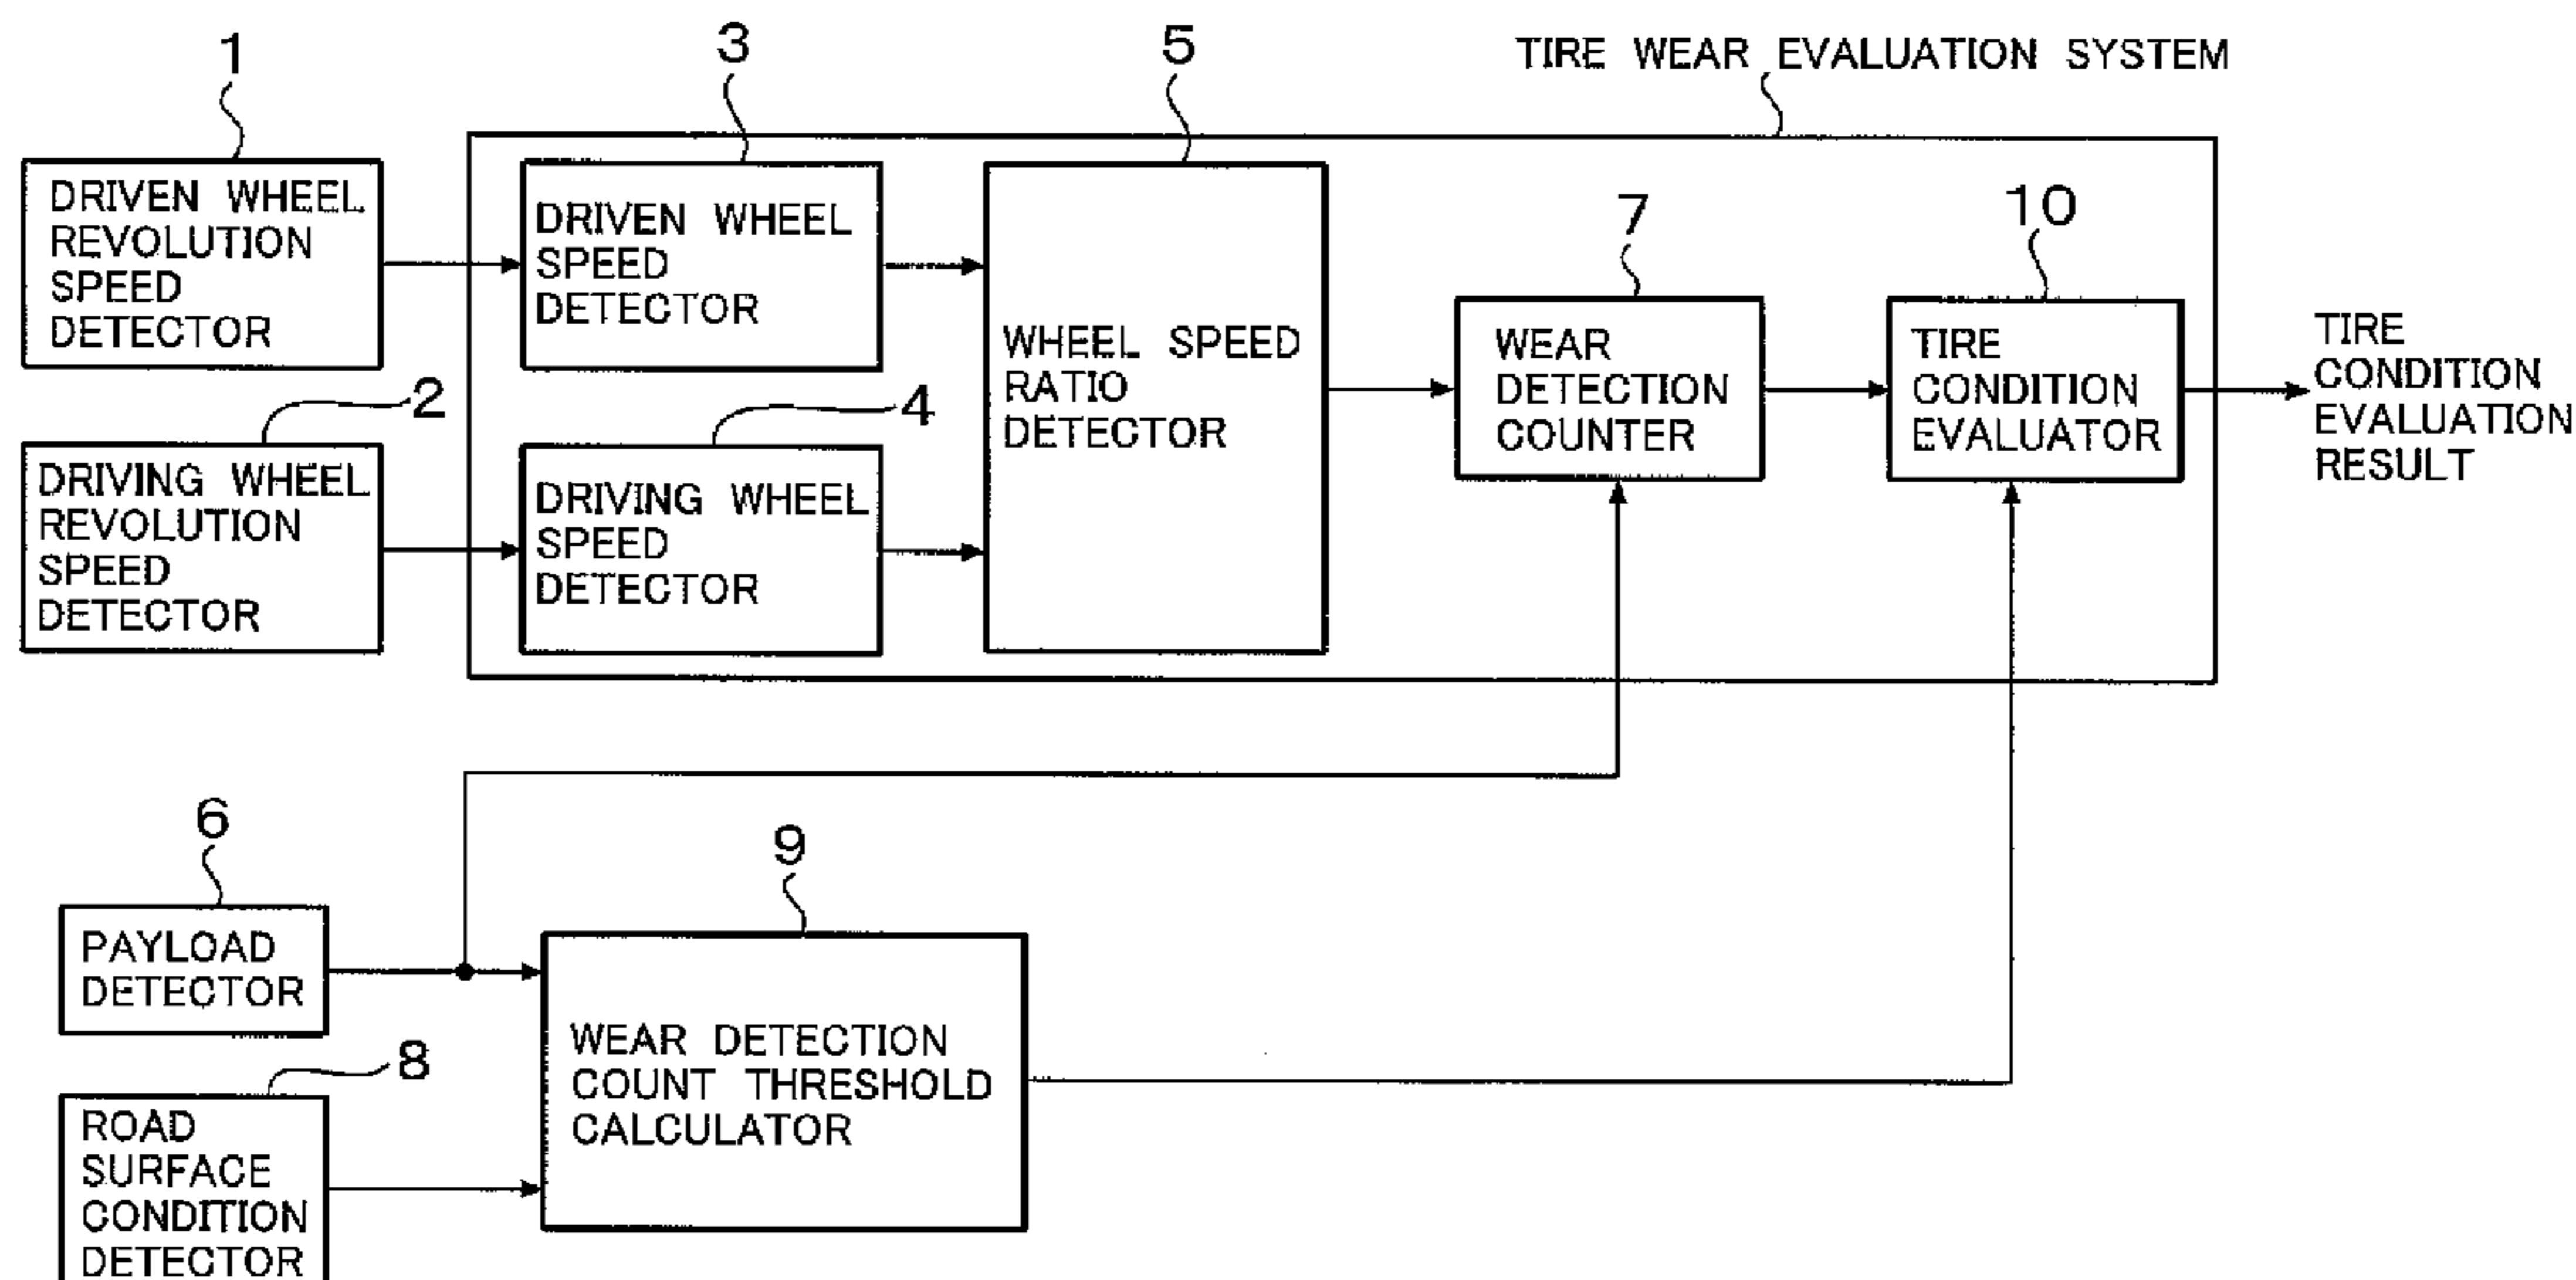 1
3
5
TIRE WEAR EVALUATION SYSTEM
DRIVEN WHEEL
REVOLUTION
SPEED
DETECTOR
DRIVEN WHEEL
SPEED
DETECTOR
WHEEL SPEED
RATIO
DETECTOR
7
WEAR
DETECTION
COUNTER
10
TIRE
CONDITION
EVALUATOR
TIRE
CONDITION
EVALUATION
RESULT
2
DRIVING WHEEL
REVOLUTION
SPEED
DETECTOR
4
DRIVING WHEEL
SPEED
DETECTOR
6
PAYLOAD
DETECTOR
9
WEAR DETECTION
COUNT THRESHOLD
CALCULATOR
8
ROAD
SURFACE
CONDITION
DETECTOR